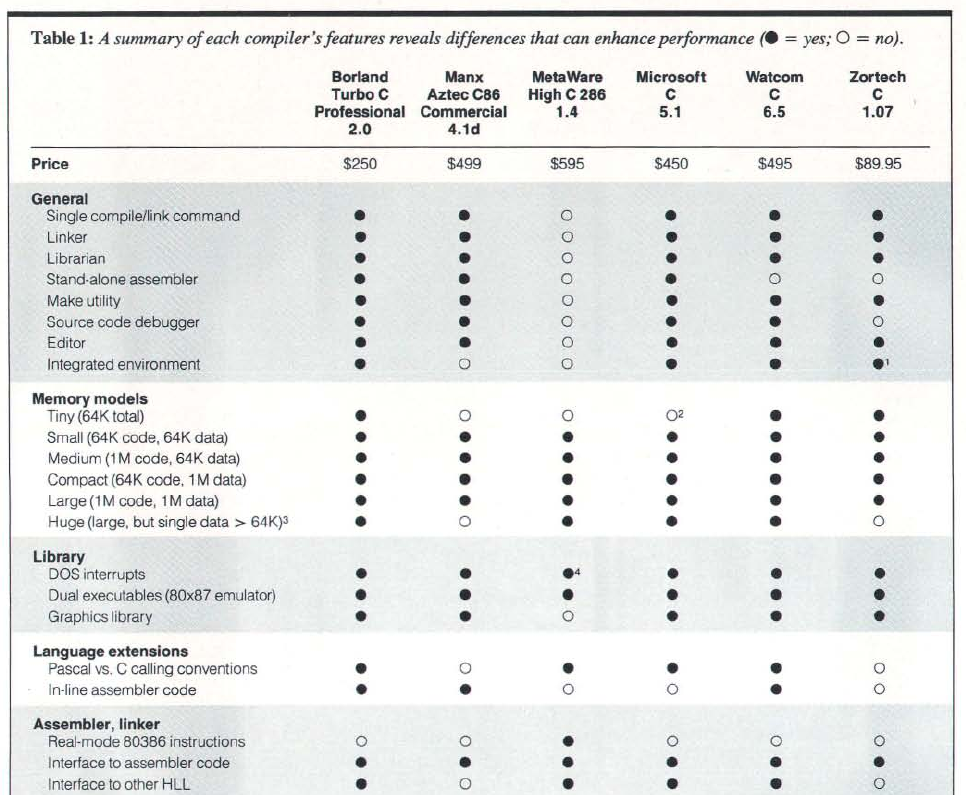 Table 1: A summary of each compiler's features reveals differences that can enhance performance (● = yes; ○ = no).
Borland Manx MetaWare Microsoft Watcom Zortech
Turbo C Aztec C86 High C 286 C C C
Professional Commercial 1.4 5.1 6.5 1.07
2.0 4.1d
Price $250 $499 $595 $450 $495 $89.95
General
Single compile/link command ● ● ○ ● ● ●
Linker ● ● ○ ● ● ●
Librarian ● ● ○ ● ● ●
Stand-alone assembler ● ● ○ ● ○ ○
Make utility ● ● ○ ● ● ●
Source code debugger ● ● ○ ● ● ○
Editor ● ● ○ ● ● ●
Integrated environment ● ○ ○ ● ● ●¹
Memory models
Tiny (64K total) ● ○ ○ ○² ● ●
Small (64K code, 64K data) ● ● ● ● ● ●
Medium (1M code, 64K data) ● ● ● ● ● ●
Compact (64K code, 1M data) ● ● ● ● ● ●
Large (1M code, 1M data) ● ● ● ● ● ●
Huge (large, but single data > 64K)³ ● ○ ● ● ● ○
Library
DOS interrupts ● ● ●⁴ ● ● ●
Dual executables (80x87 emulator) ● ● ● ● ● ●
Graphics library ● ● ○ ● ● ●
Language extensions
Pascal vs. C calling conventions ● ○ ● ● ● ○
In-line assembler code ● ● ○ ○ ● ○
Assembler, linker
Real-mode 80386 instructions ○ ○ ● ○ ○ ○
Interface to assembler code ● ● ● ● ● ●
Interface to other HLL ● ○ ● ● ● ○